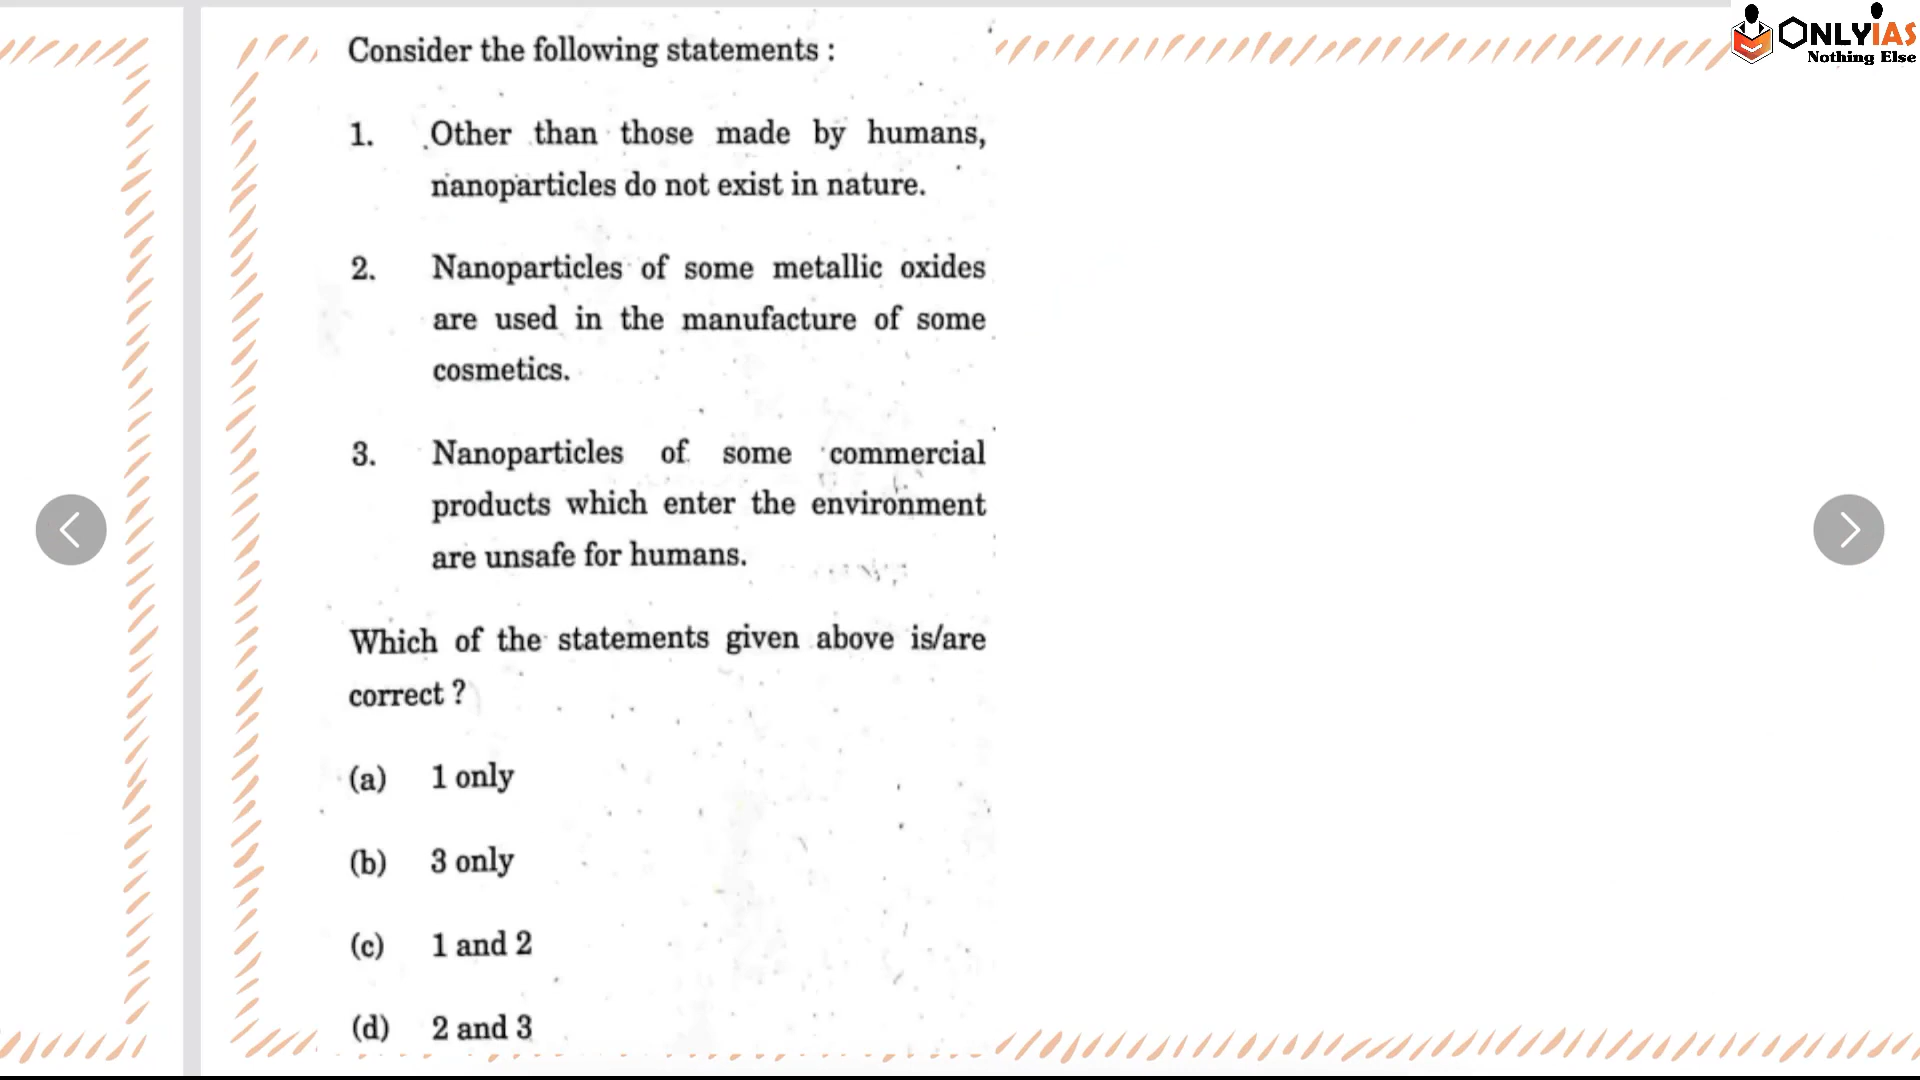 ONLYIAS
Nothing Else
Consider the following statements :
1. Other than those made by humans,
nanoparticles do not exist in nature.
2. Nanoparticles of some metallic oxides
are used in the manufacture of some
cosmetics.
3. Nanoparticles of some commercial
products which enter the environment
are unsafe for humans.
Which of the statements given above is/are
correct ?
(a) 1 only
(b) 3 only
(c) 1 and 2
(d) 2 and 3